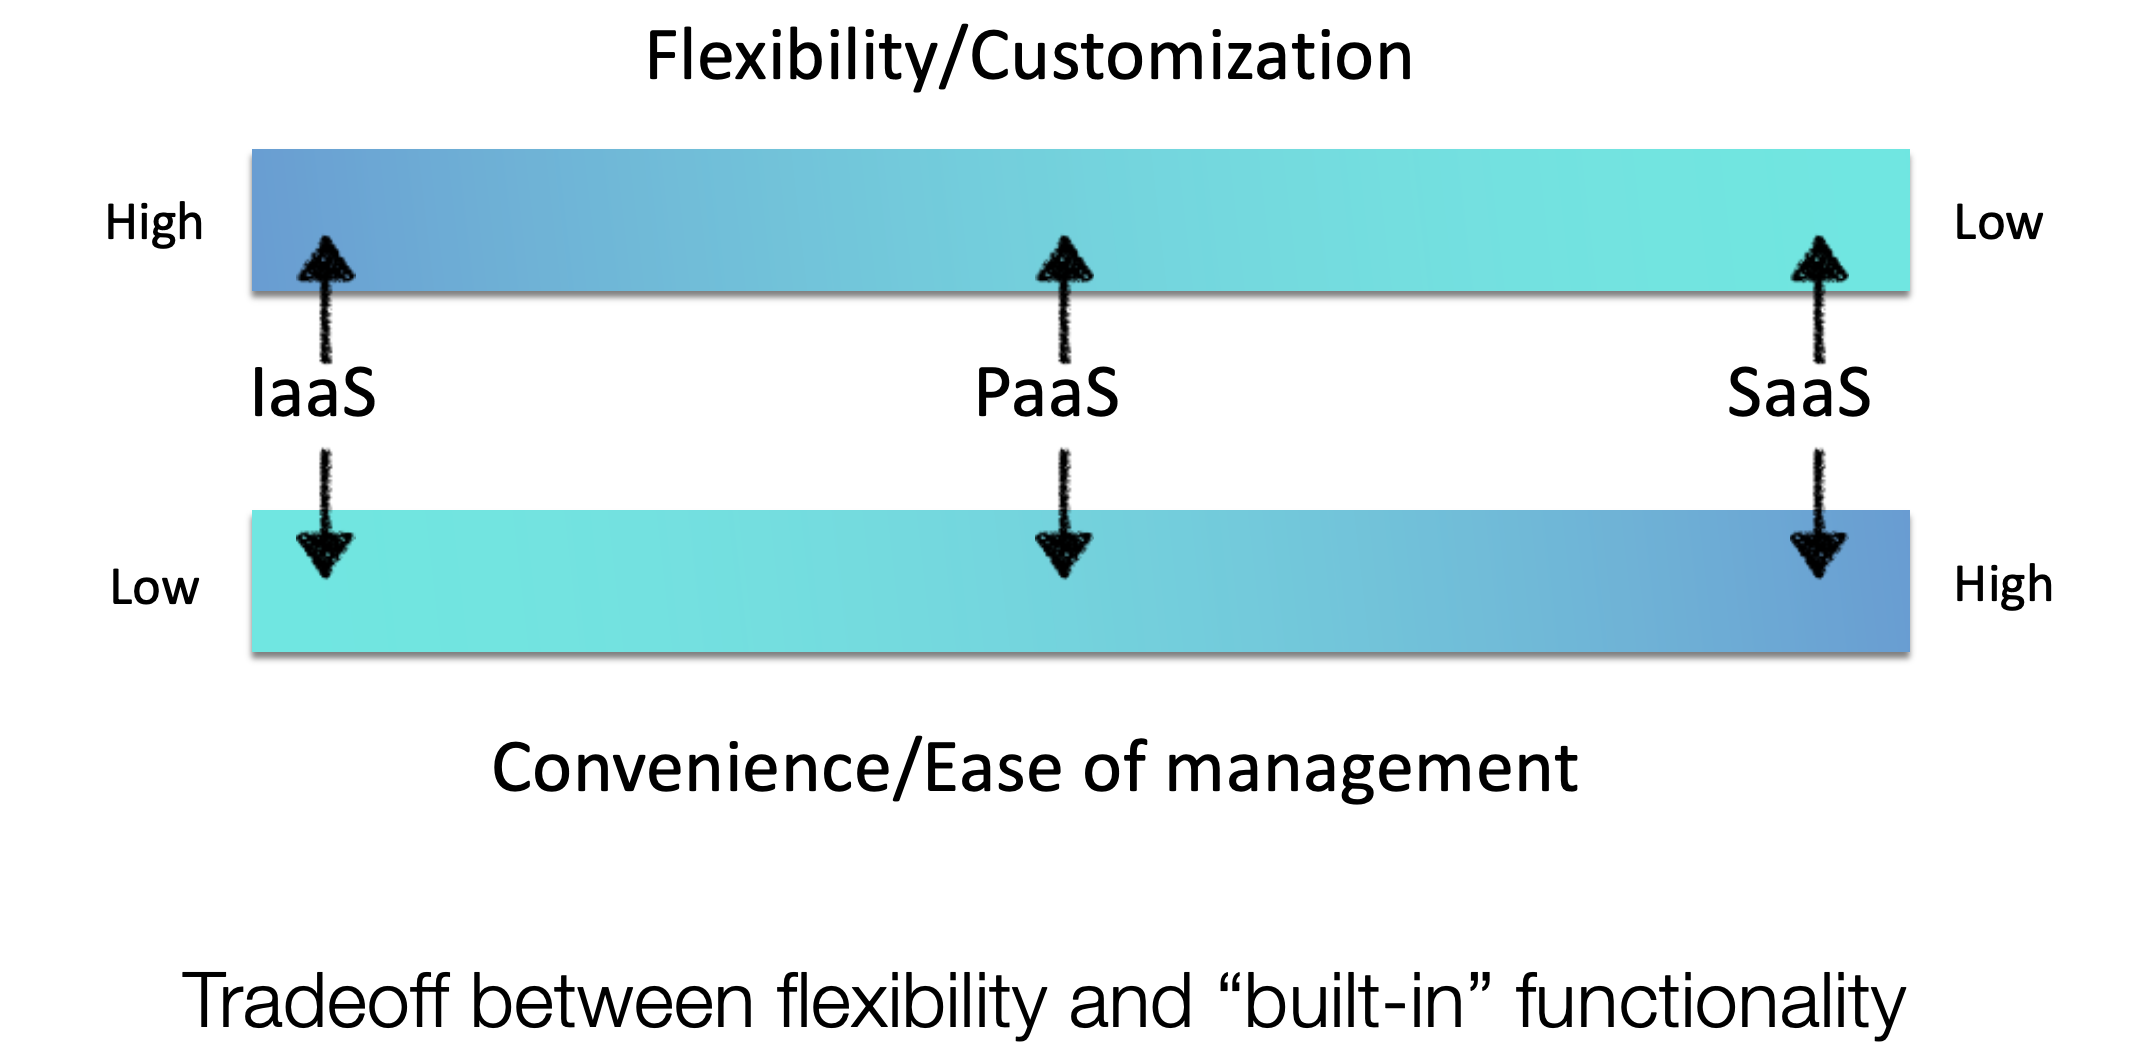 Flexibility/Customization
High
Low
IaaS
PaaS
SaaS
Low
High
Convenience/Ease of management
Tradeoff between flexibility and “built-in” functionality